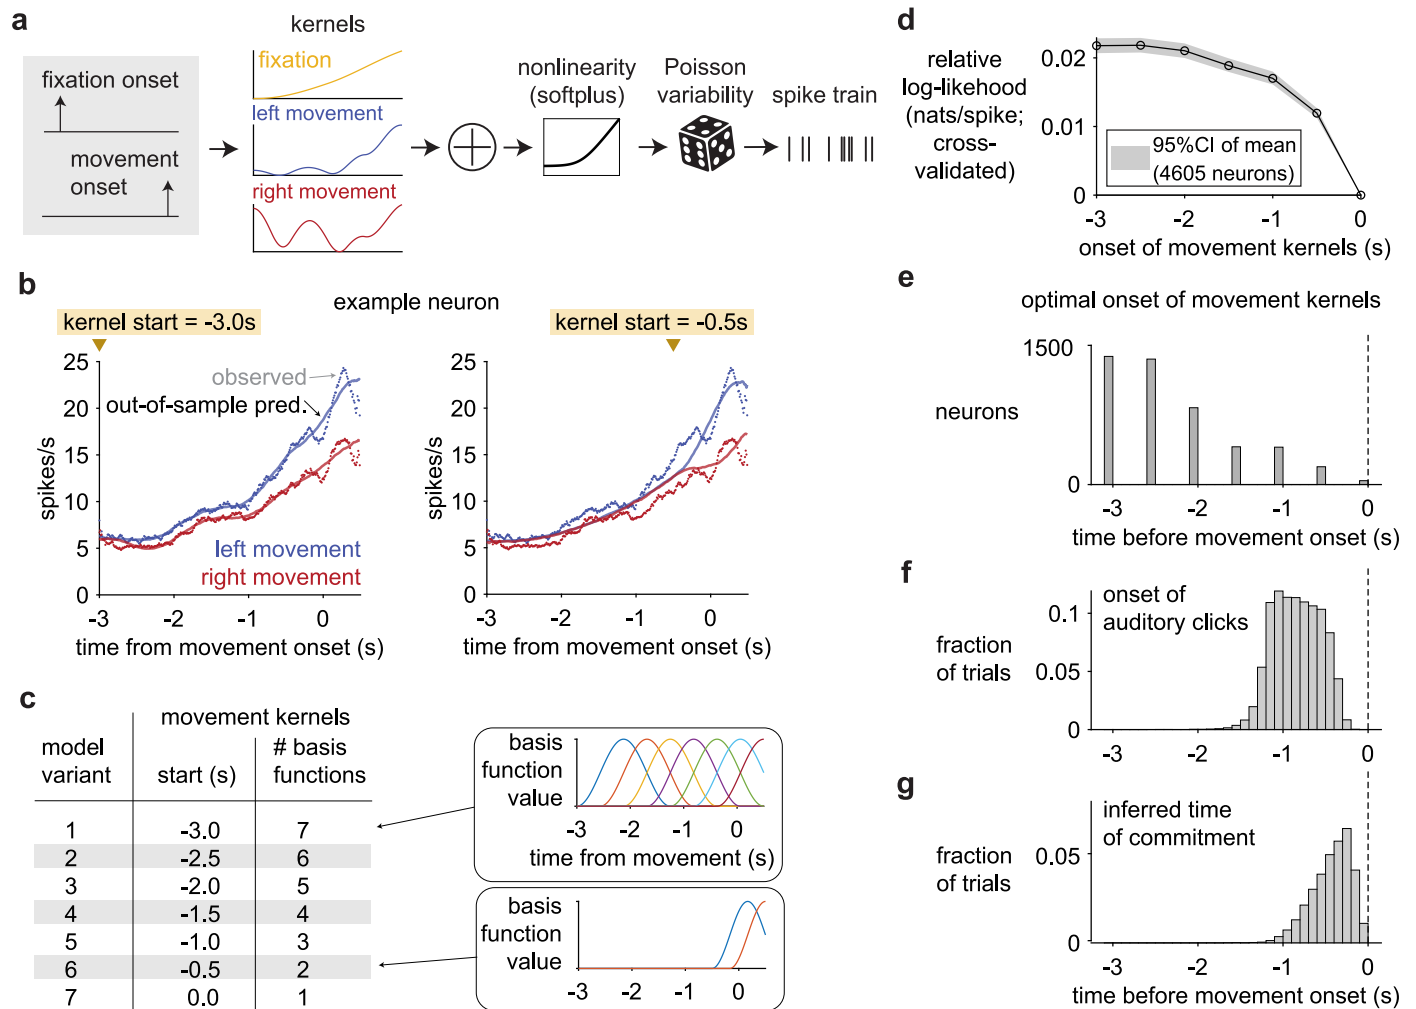 a
kernels
fixation onset
movement
onset
fixation
left movement
right movement
nonlinearity
(softplus)
Poisson
variability
spike train
b
example neuron
kernel start = -3.0s
kernel start = -0.5s
observed
out-of-sample pred.
spikes/s
25
20
15
10
5
0
left movement
right movement
-3
-2
-1
0
time from movement onset (s)
spikes/s
25
20
15
10
5
0
-3
-2
-1
0
time from movement onset (s)
c
movement kernels
model
variant
start (s)
# basis
functions
1 -3.0 7
2 -2.5 6
3 -2.0 5
4 -1.5 4
5 -1.0 3
6 -0.5 2
7 0.0 1
basis
function
value
-3 -2 -1 0
time from movement (s)
basis
function
value
-3 -2 -1 0
d
relative
log-likelihood
(nats/spike;
cross-
validated)
0.02
0.01
0
95%CI of mean
(4605 neurons)
-3 -2 -1 0
onset of movement kernels (s)
e
optimal onset of movement kernels
1500
neurons
0
-3 -2 -1 0
time before movement onset (s)
f
onset of
auditory clicks
0.1
fraction
of trials
0.05
0
-3 -2 -1 0
g
inferred time
of commitment
0.05
fraction
of trials
0
-3 -2 -1 0
time before movement onset (s)